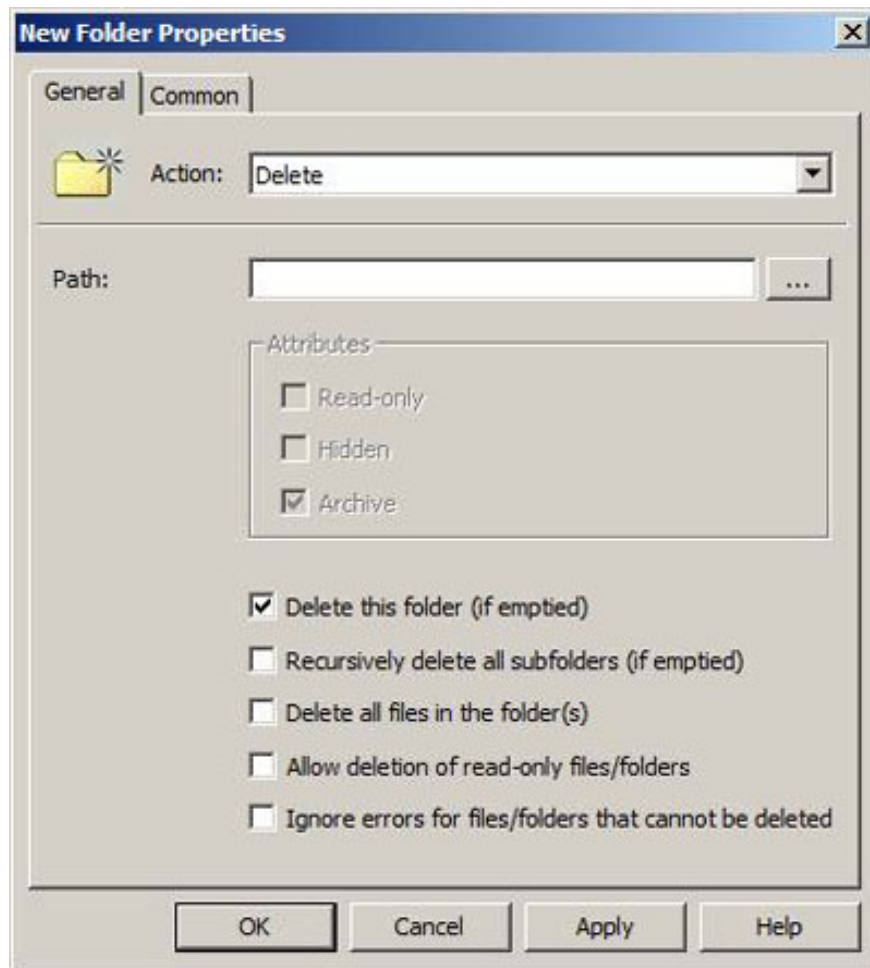 New Folder Properties
General Common
Action: Delete
Path: ...
Attributes
Read-only
Hidden
Archive
Delete this folder (if emptied)
Recursively delete all subfolders (if emptied)
Delete all files in the folder(s)
Allow deletion of read-only files/folders
Ignore errors for files/folders that cannot be deleted
OK Cancel Apply Help